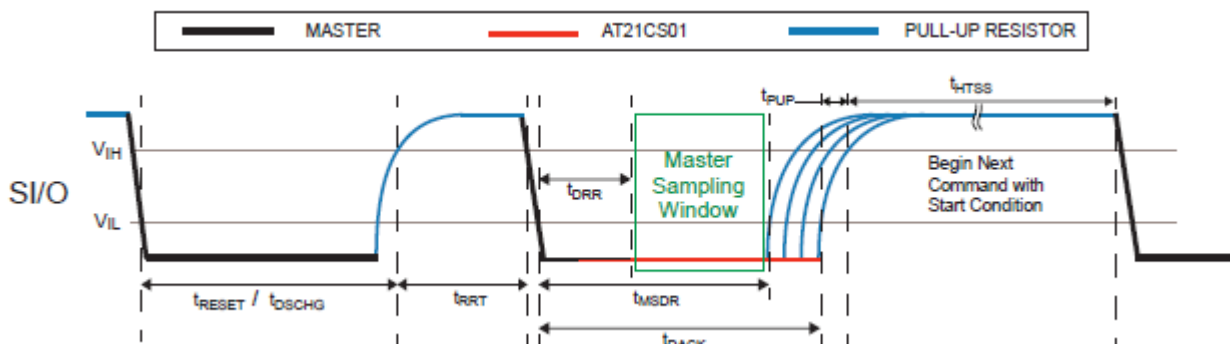 MASTER
AT21CS01
PULL-UP RESISTOR
tPUP
tHTSS
VIH
SI/O
VIL
tDRR
Master
Sampling
Window
Begin Next
Command with
Start Condition
tRESET / tDSCHG
tRRT
tMSDR
tDACK